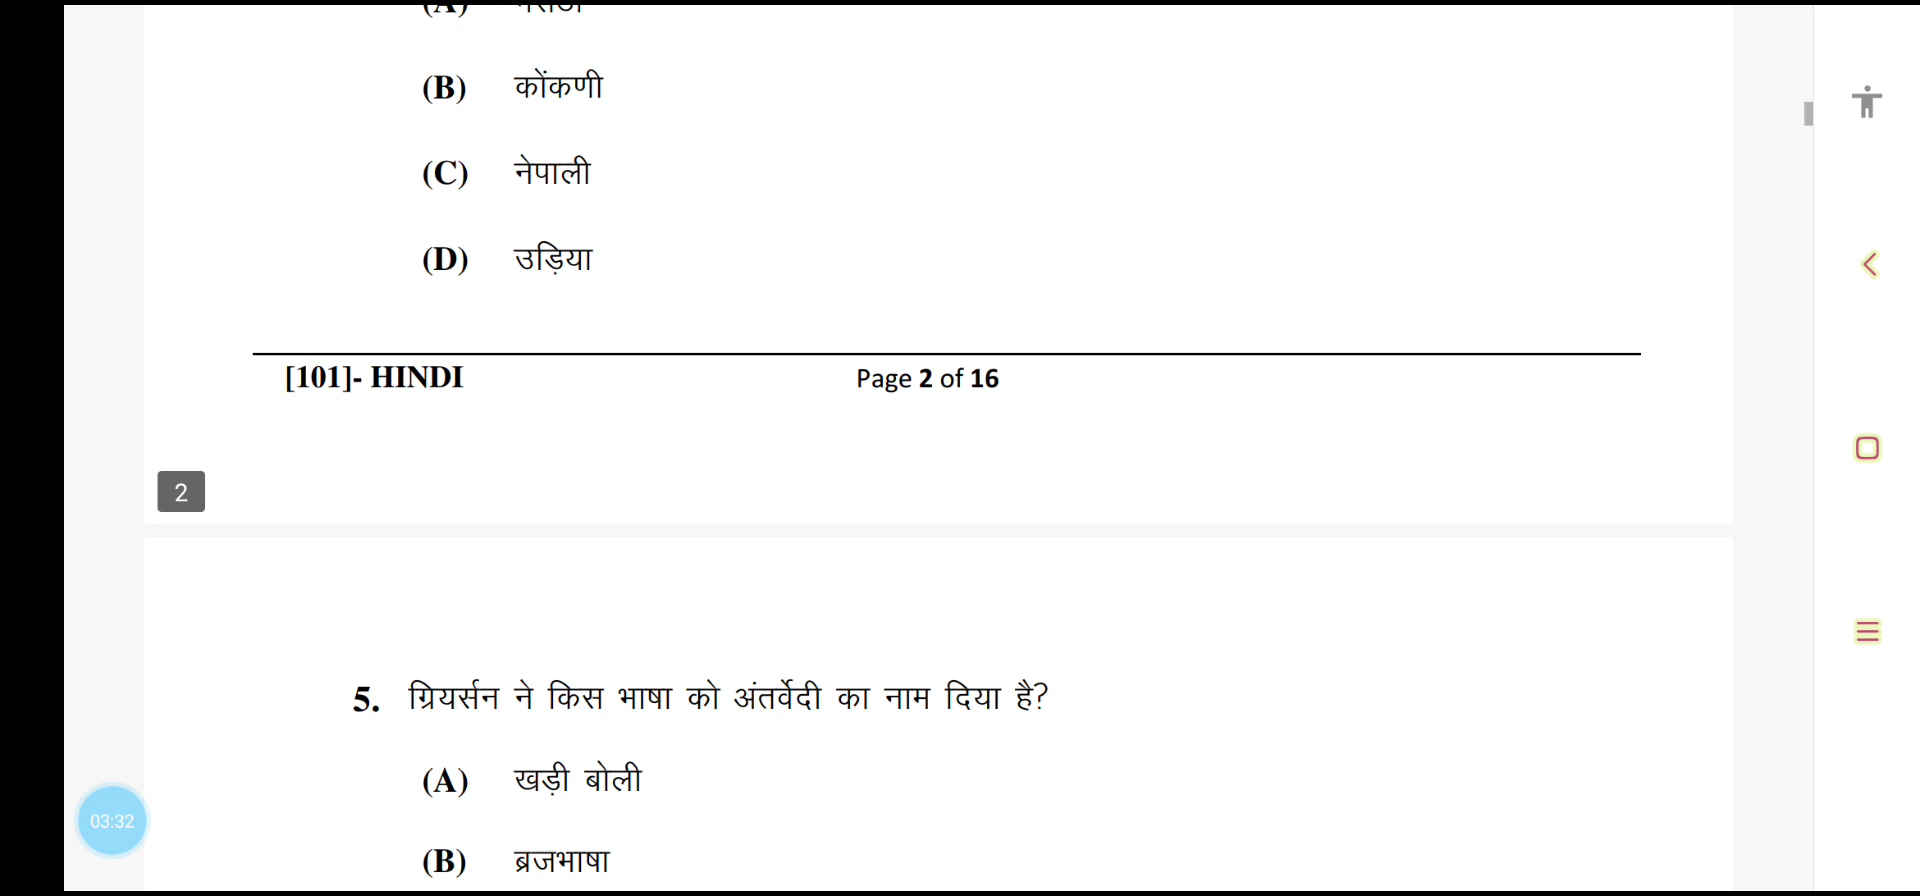 (B) कोंकणी
(C) नेपाली
(D) उड़िया
[101]- HINDI Page 2 of 16
2
5. ग्रियर्सन ने किस भाषा को अंतर्वेदी का नाम दिया है?
(A) खड़ी बोली
03:32
(B) ब्रजभाषा